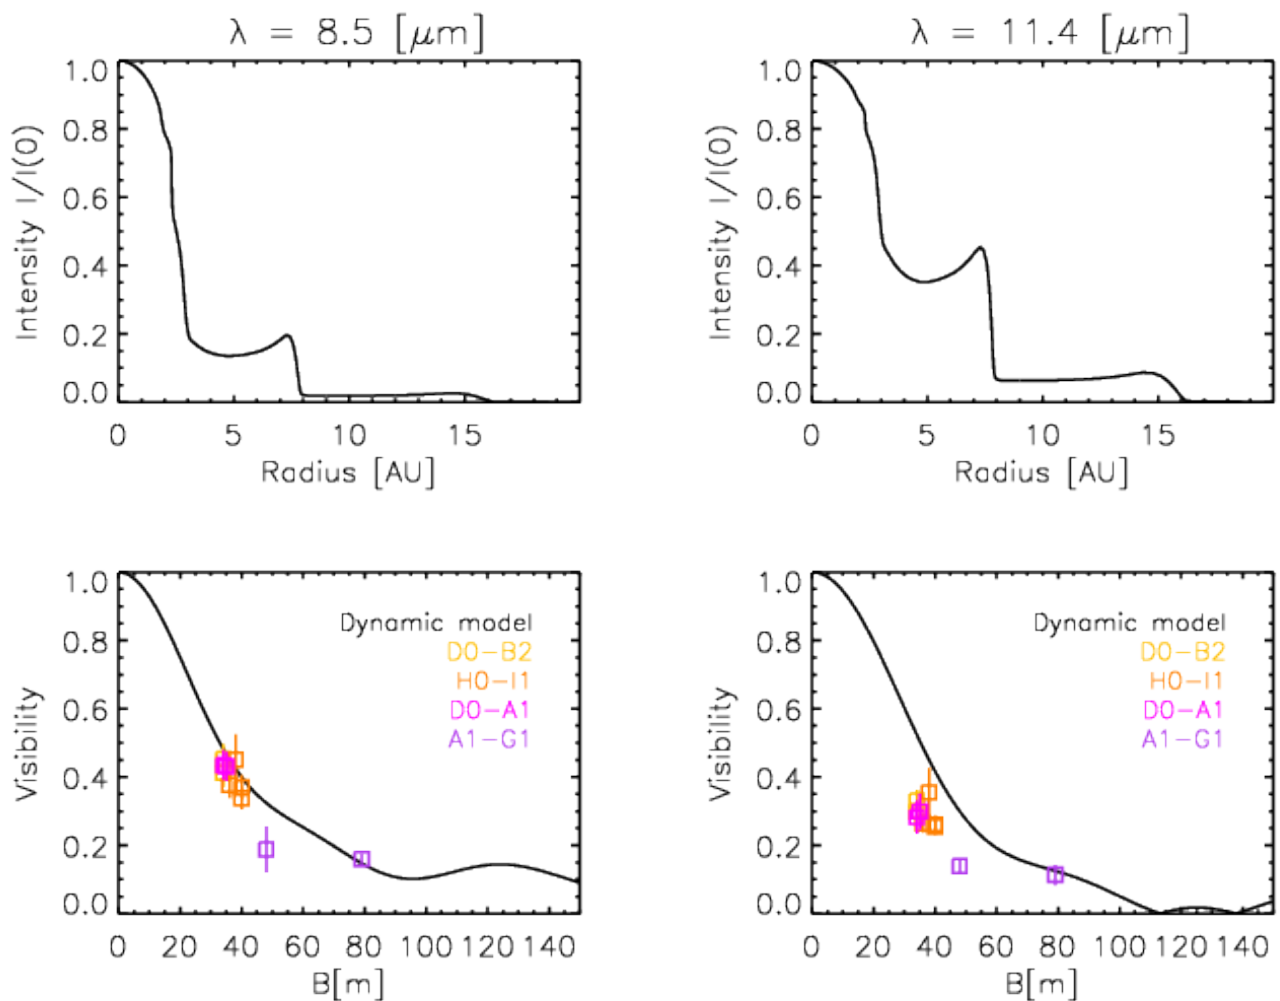 λ = 8.5 [μm]
1.0
0.8
0.6
0.4
0.2
0.0
Intensity I/I(0)
0 5 10 15
Radius [AU]
λ = 11.4 [μm]
1.0
0.8
0.6
0.4
0.2
0.0
Intensity I/I(0)
0 5 10 15
Radius [AU]
1.0
0.8
0.6
0.4
0.2
0.0
Visibility
Dynamic model
D0-B2
H0-I1
D0-A1
A1-G1
0 20 40 60 80 100 120 140
B[m]
1.0
0.8
0.6
0.4
0.2
0.0
Visibility
Dynamic model
D0-B2
H0-I1
D0-A1
A1-G1
0 20 40 60 80 100 120 140
B[m]